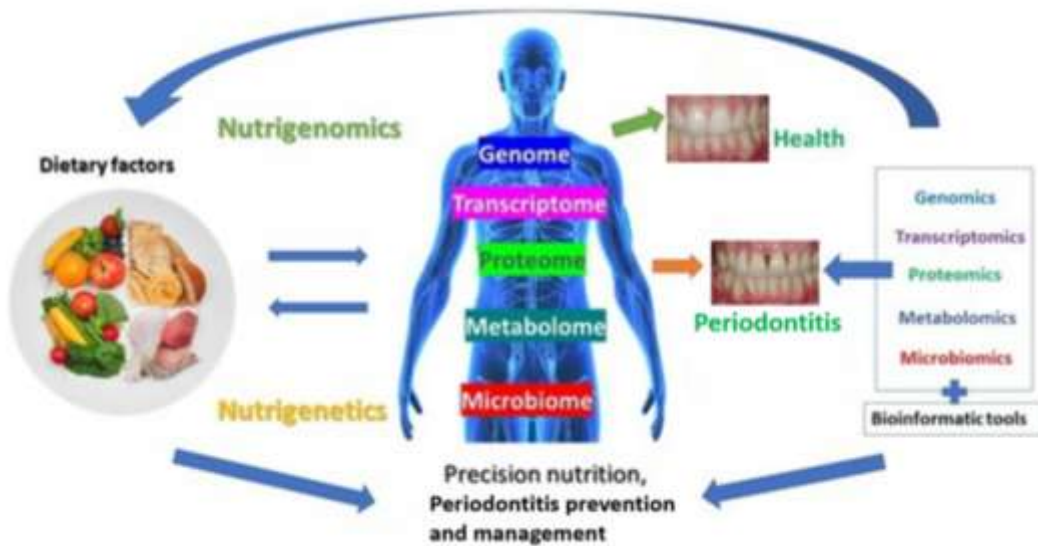 Nutrigenomics
Dietary factors
Nutrigenetics
Genome
Transcriptome
Proteome
Metabolome
Microbiome
Health
Periodontitis
Genomics
Transcriptomics
Proteomics
Metabolomics
Microbiomics
Bioinformatic tools
Precision nutrition,
Periodontitis prevention
and management